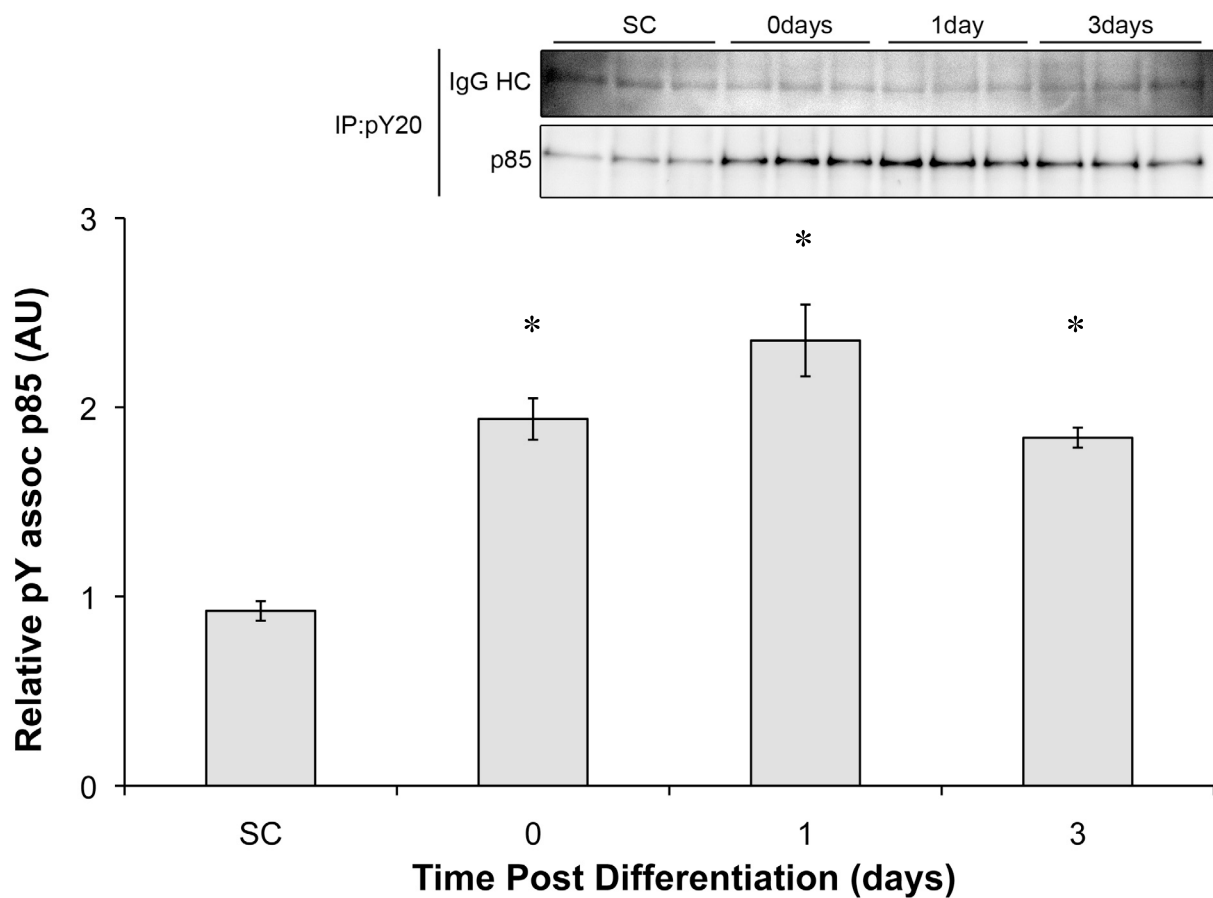 SC 0days 1day 3days
IgG HC
IP:pY20
p85
3
*
* *
2
1
0
Relative pY assoc p85 (AU)
SC 0 1 3
Time Post Differentiation (days)